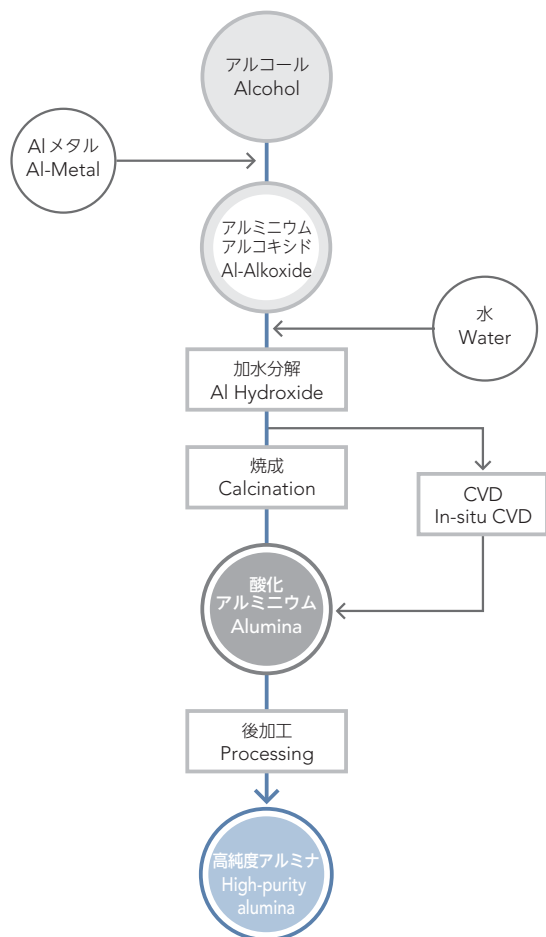 アルコール
Alcohol
Alメタル
Al-Metal
アルミニウム
アルコキシド
Al-Alkoxide
水
Water
加水分解
Al Hydroxide
焼成
Calcination
CVD
In-situ CVD
酸化
アルミニウム
Alumina
後加工
Processing
高純度アルミナ
High-purity
alumina